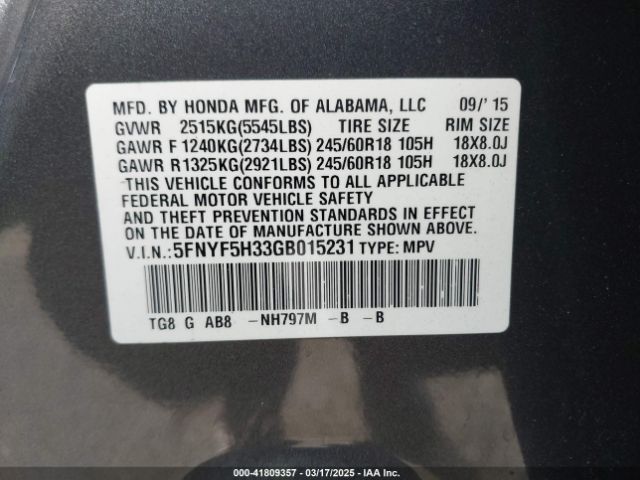 MFD. BY HONDA MFG. OF ALABAMA, LLC 09/'15
GVWR 2515KG(5545LBS) TIRE SIZE RIM SIZE
GAWR F 1240KG(2734LBS) 245/60R18 105H 18X8.0J
GAWR R1325KG(2921LBS) 245/60R18 105H 18X8.0J
THIS VEHICLE CONFORMS TO ALL APPLICABLE
FEDERAL MOTOR VEHICLE SAFETY
AND THEFT PREVENTION STANDARDS IN EFFECT
ON THE DATE OF MANUFACTURE SHOWN ABOVE.
V.I.N.:5FNYF5H33GB015231 TYPE: MPV
TG8 G AB8 -NH797M -B -B
000-41809357 | 03/17/2025 | IAA Inc.